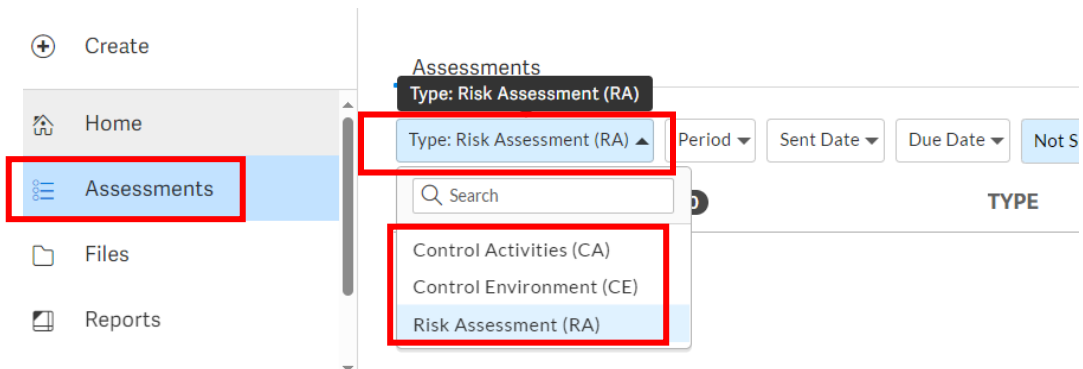 Create
Home
Assessments
Files
Reports
Assessments
Type: Risk Assessment (RA)
Type: Risk Assessment (RA)
Period
Sent Date
Due Date
Not S
Search
TYPE
Control Activities (CA)
Control Environment (CE)
Risk Assessment (RA)